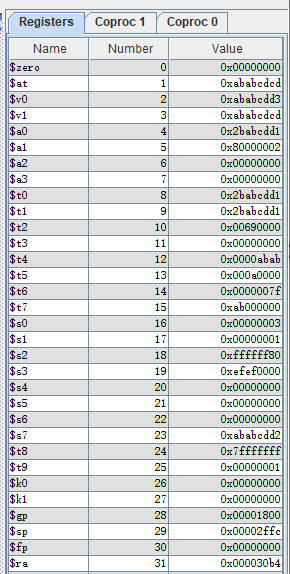 Registers Coproc 1 Coproc 0
Name Number Value
$zero 0 0x00000000
$at 1 0xababcdcd
$v0 2 0xababcdd3
$v1 3 0xababcdcd
$a0 4 0x2babcdd1
$a1 5 0x80000002
$a2 6 0x00000000
$a3 7 0x00000000
$t0 8 0x2babcdd1
$t1 9 0x2babcdd1
$t2 10 0x00690000
$t3 11 0x00000000
$t4 12 0x0000abab
$t5 13 0x000a0000
$t6 14 0x0000007f
$t7 15 0xab000000
$s0 16 0x00000003
$s1 17 0x00000001
$s2 18 0xffffff80
$s3 19 0xefef0000
$s4 20 0x00000000
$s5 21 0x00000000
$s6 22 0x00000000
$s7 23 0xababcdd2
$t8 24 0x7fffffff
$t9 25 0x00000001
$k0 26 0x00000000
$k1 27 0x00000000
$gp 28 0x00001800
$sp 29 0x00002ffc
$fp 30 0x00000000
$ra 31 0x000030b4